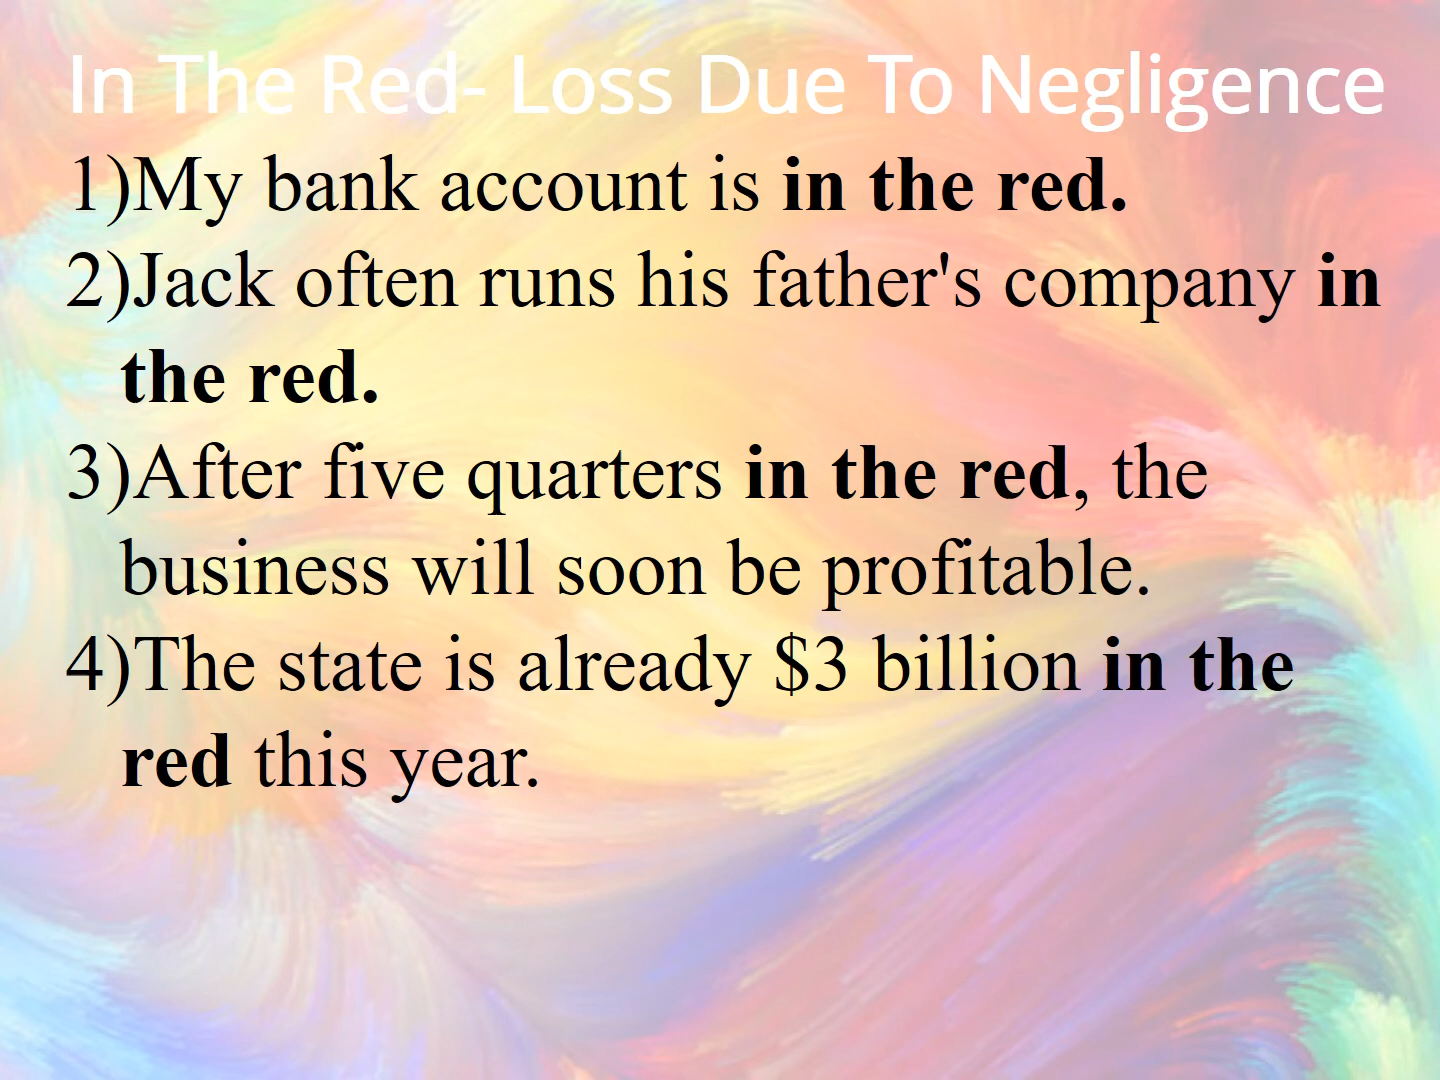 In The Red- Loss Due To Negligence
1)My bank account is in the red.
2)Jack often runs his father's company in
the red.
3)After five quarters in the red, the
business will soon be profitable.
4)The state is already $3 billion in the
red this year.